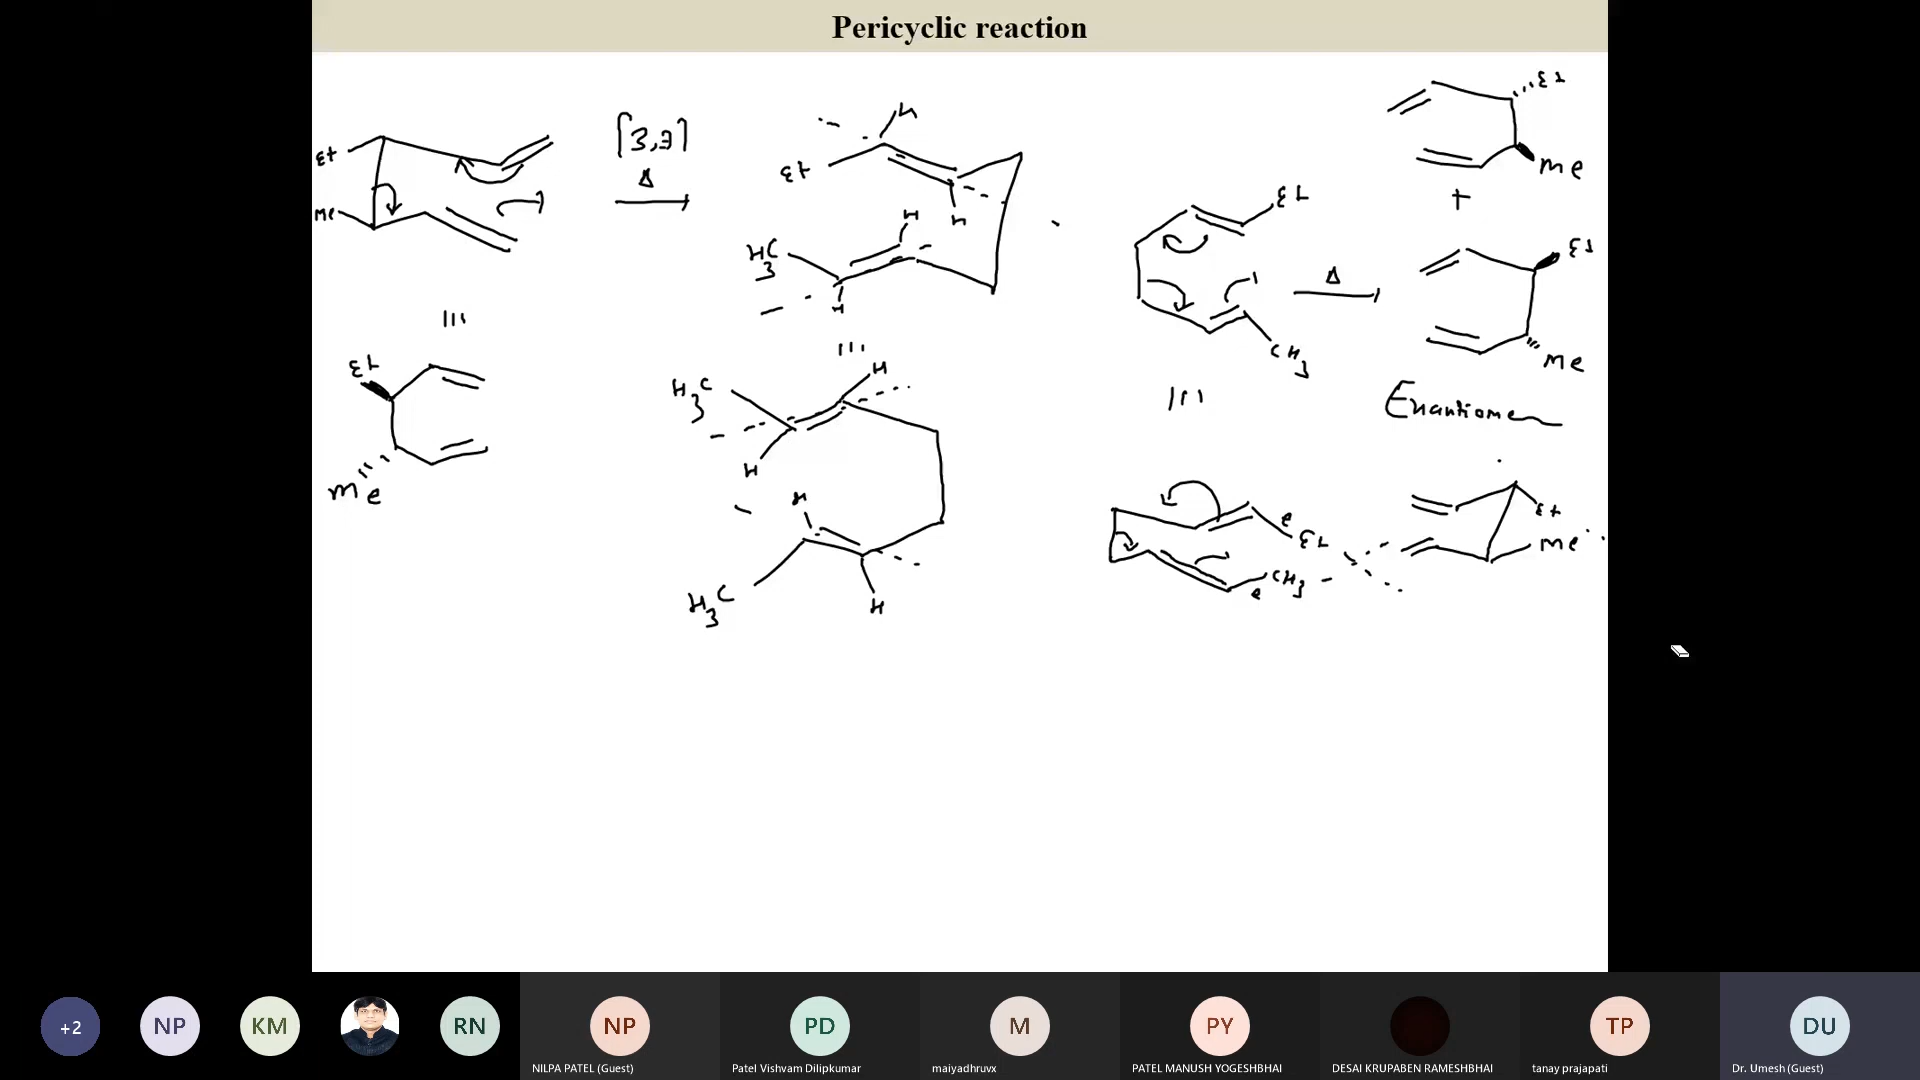 Pericyclic reaction
Et
[3,3]
Δ
Me
H
Et
H
H
H3C
H
Et
Me
+
Et
Δ
CH3
Et
Me
Enantiome
Et
Me
H3C
H
H
H
H3C
H
e
Et
CH3
e
Et
Me
+2
NP
KM
RN
NP
PD
M
PY
TP
DU
NILPA PATEL (Guest)
Patel Vishvam Dilipkumar
maiyadhruvx
PATEL MANUSH YOGESHBHAI
DESAI KRUPABEN RAMESHBHAI
tanay prajapati
Dr. Umesh (Guest)